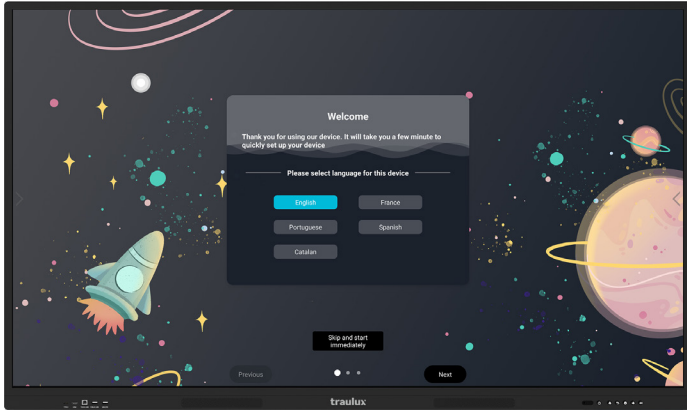 Welcome
Thank you for using our device. It will take you a few minute to
quickly set up your device
Please select language for this device
English
France
Portuguese
Spanish
Catalan
Skip and start
immediately
Previous
Next
traulux